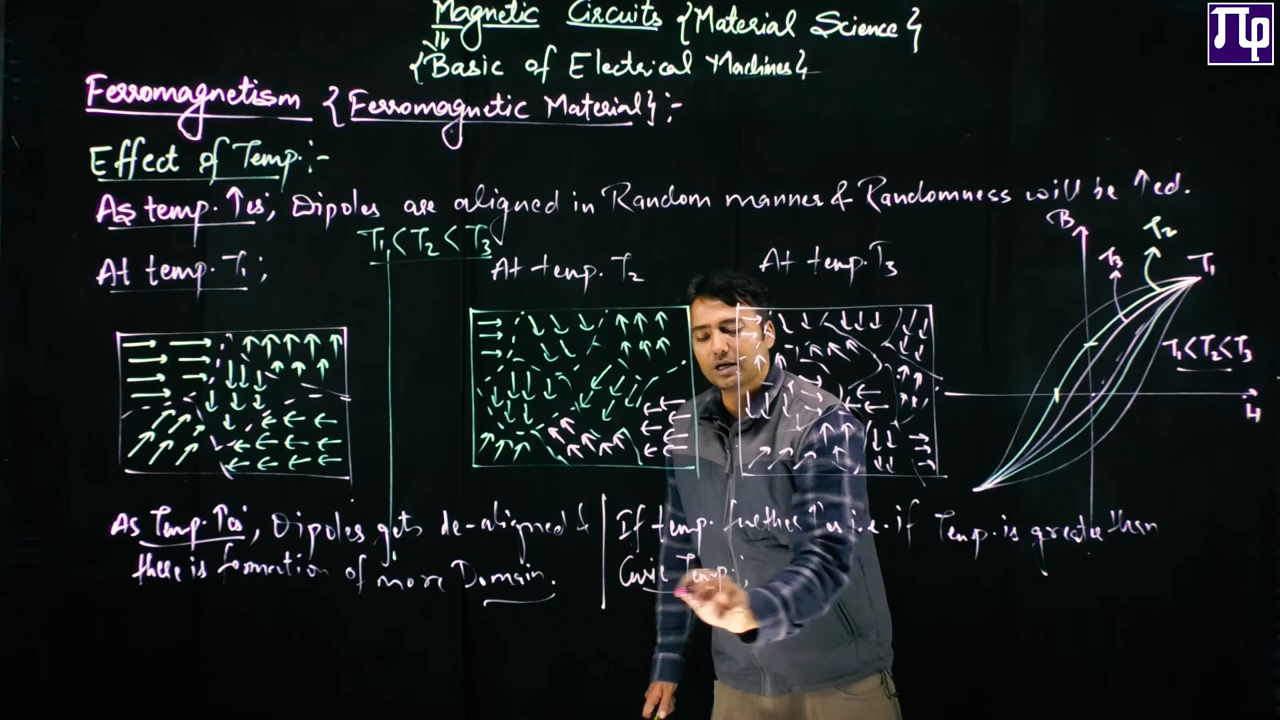 Magnetic Circuits {Material Science}
{Basic of Electrical Machines}
Ferromagnetism {Ferromagnetic Material}:-
Effect of Temp.:-
As temp. ↑es, Dipoles are aligned in Random manner & Randomness will be ↑ed.
T₁<T₂<T₃
At temp. T₁;
At temp. T₂
At temp. T₃
B
T₃
T₂
T₁
T₁<T₂<T₃
H
As Temp. ↑es, Dipoles gets de-aligned &
there is formation of more Domain.
If temp. further ↑es i.e. if Temp. is greater than
Curie Temp.;
Πφ